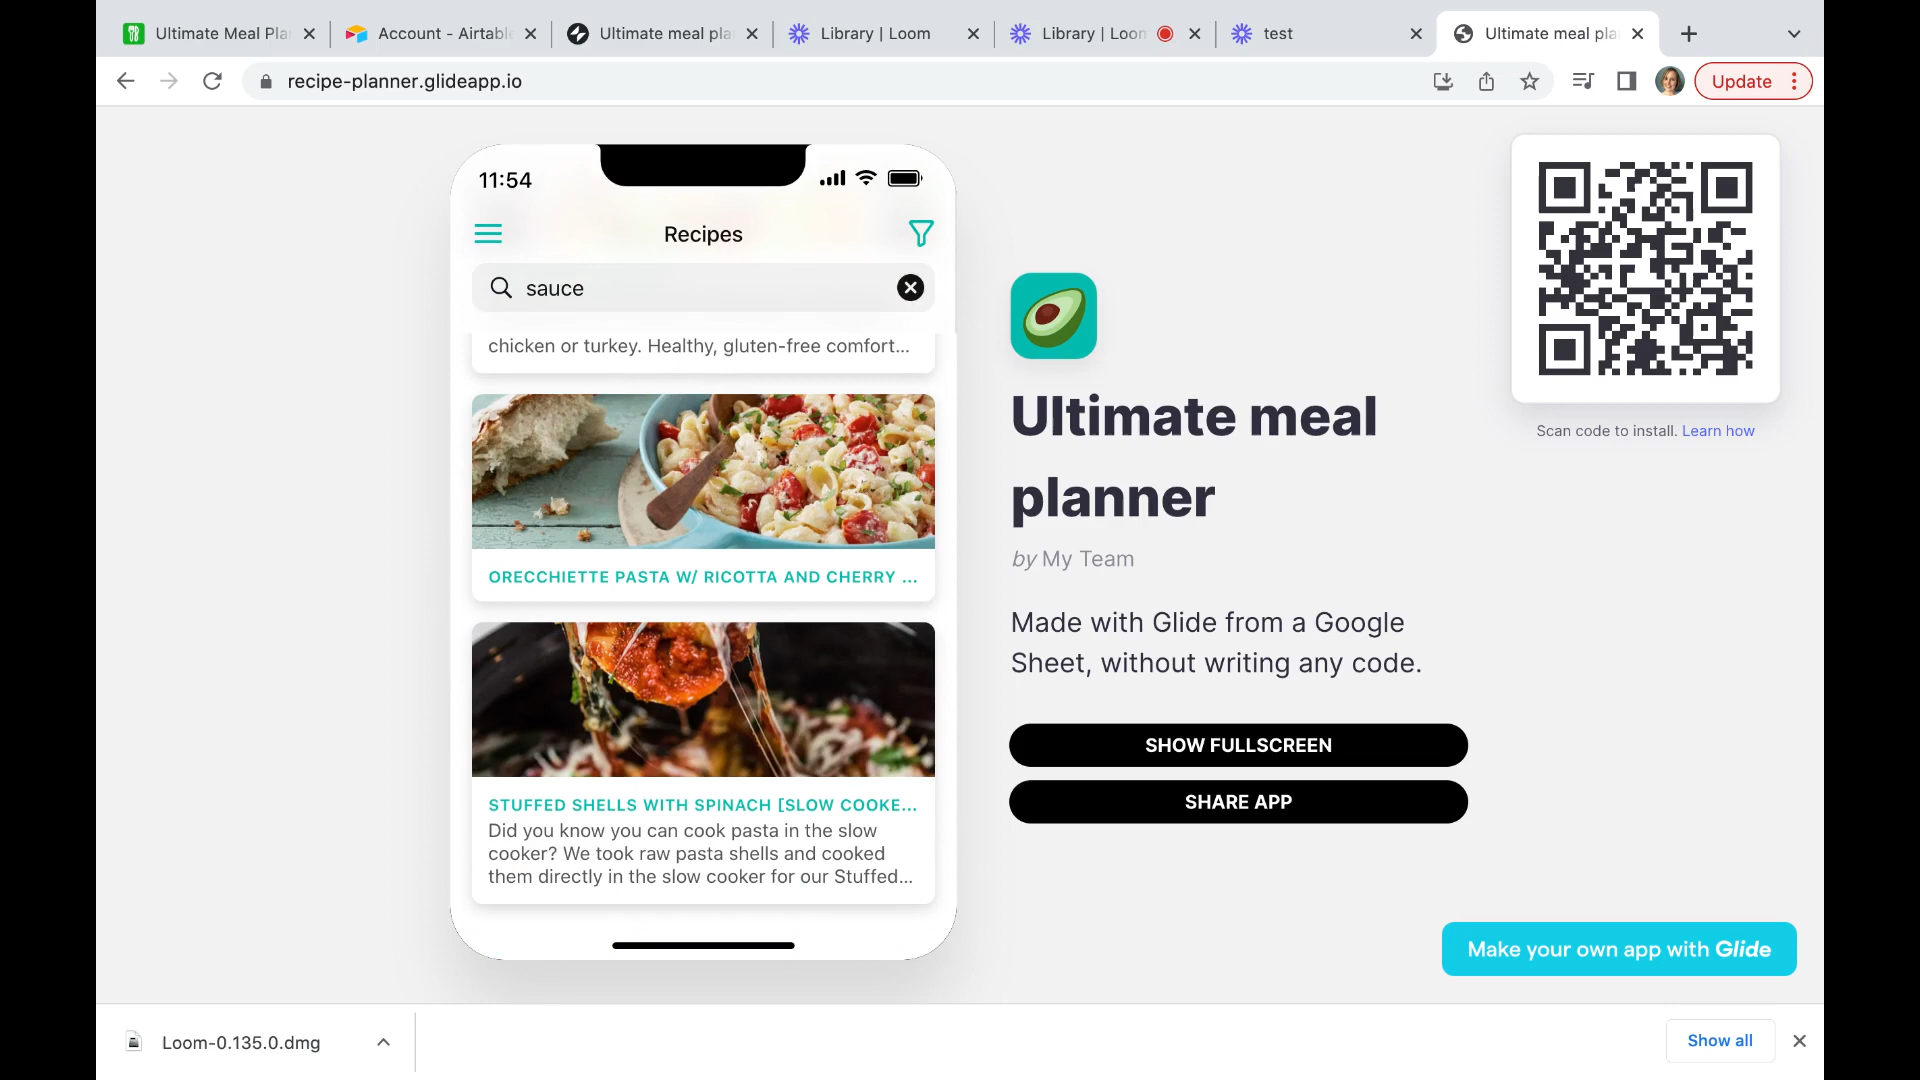 Ultimate Meal Pla
Account - Airtabl
Ultimate meal pla
Library | Loom
Library | Loom
test
Ultimate meal pla
recipe-planner.glideapp.io
Update
11:54
Recipes
sauce
chicken or turkey. Healthy, gluten-free comfort...
ORECCHIETTE PASTA W/ RICOTTA AND CHERRY ...
STUFFED SHELLS WITH SPINACH [SLOW COOKE...
Did you know you can cook pasta in the slow
cooker? We took raw pasta shells and cooked
them directly in the slow cooker for our Stuffed...
Ultimate meal
planner
by My Team
Made with Glide from a Google
Sheet, without writing any code.
SHOW FULLSCREEN
SHARE APP
Scan code to install. Learn how
Make your own app with Glide
Loom-0.135.0.dmg
Show all